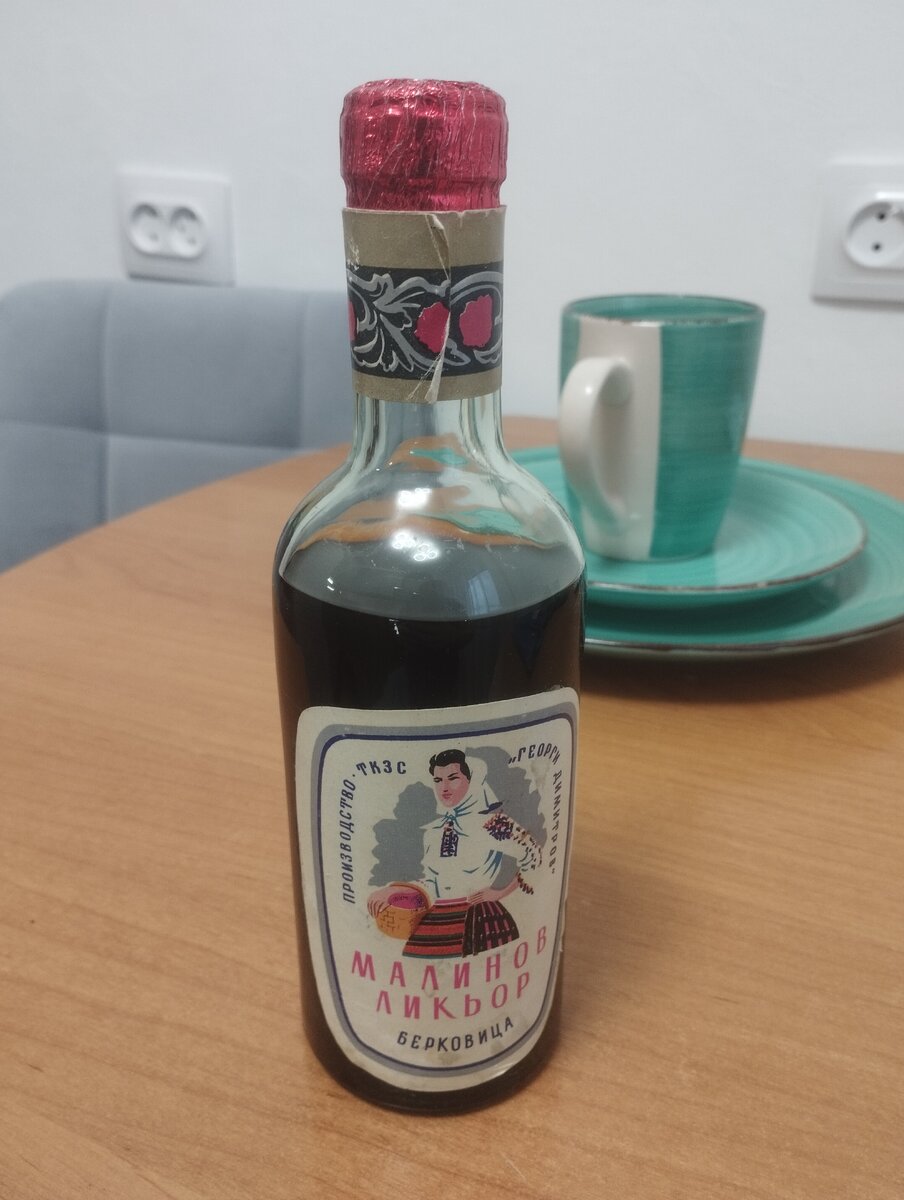 ПРОИЗВОДСТВО · ТКЗС „ГЕОРГИ ДИМИТРОВ“
МАЛИНОВ
ЛИКЬОР
БЕРКОВИЦА